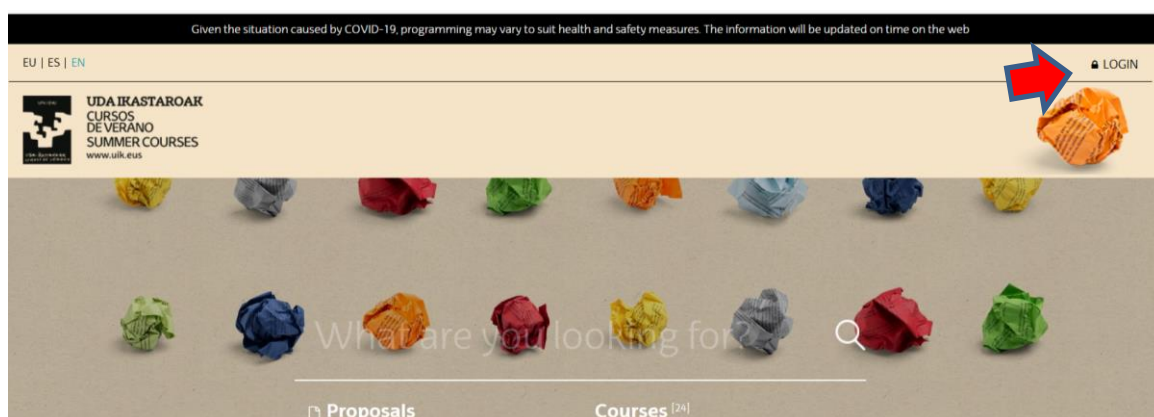 Given the situation caused by COVID-19, programming may vary to suit health and safety measures. The information will be updated on time on the web
EU | ES | EN
LOGIN
UDA IKASTAROAK
CURSOS
DE VERANO
SUMMER COURSES
www.uik.eus
What are you looking for?
Proposals
Courses [24]